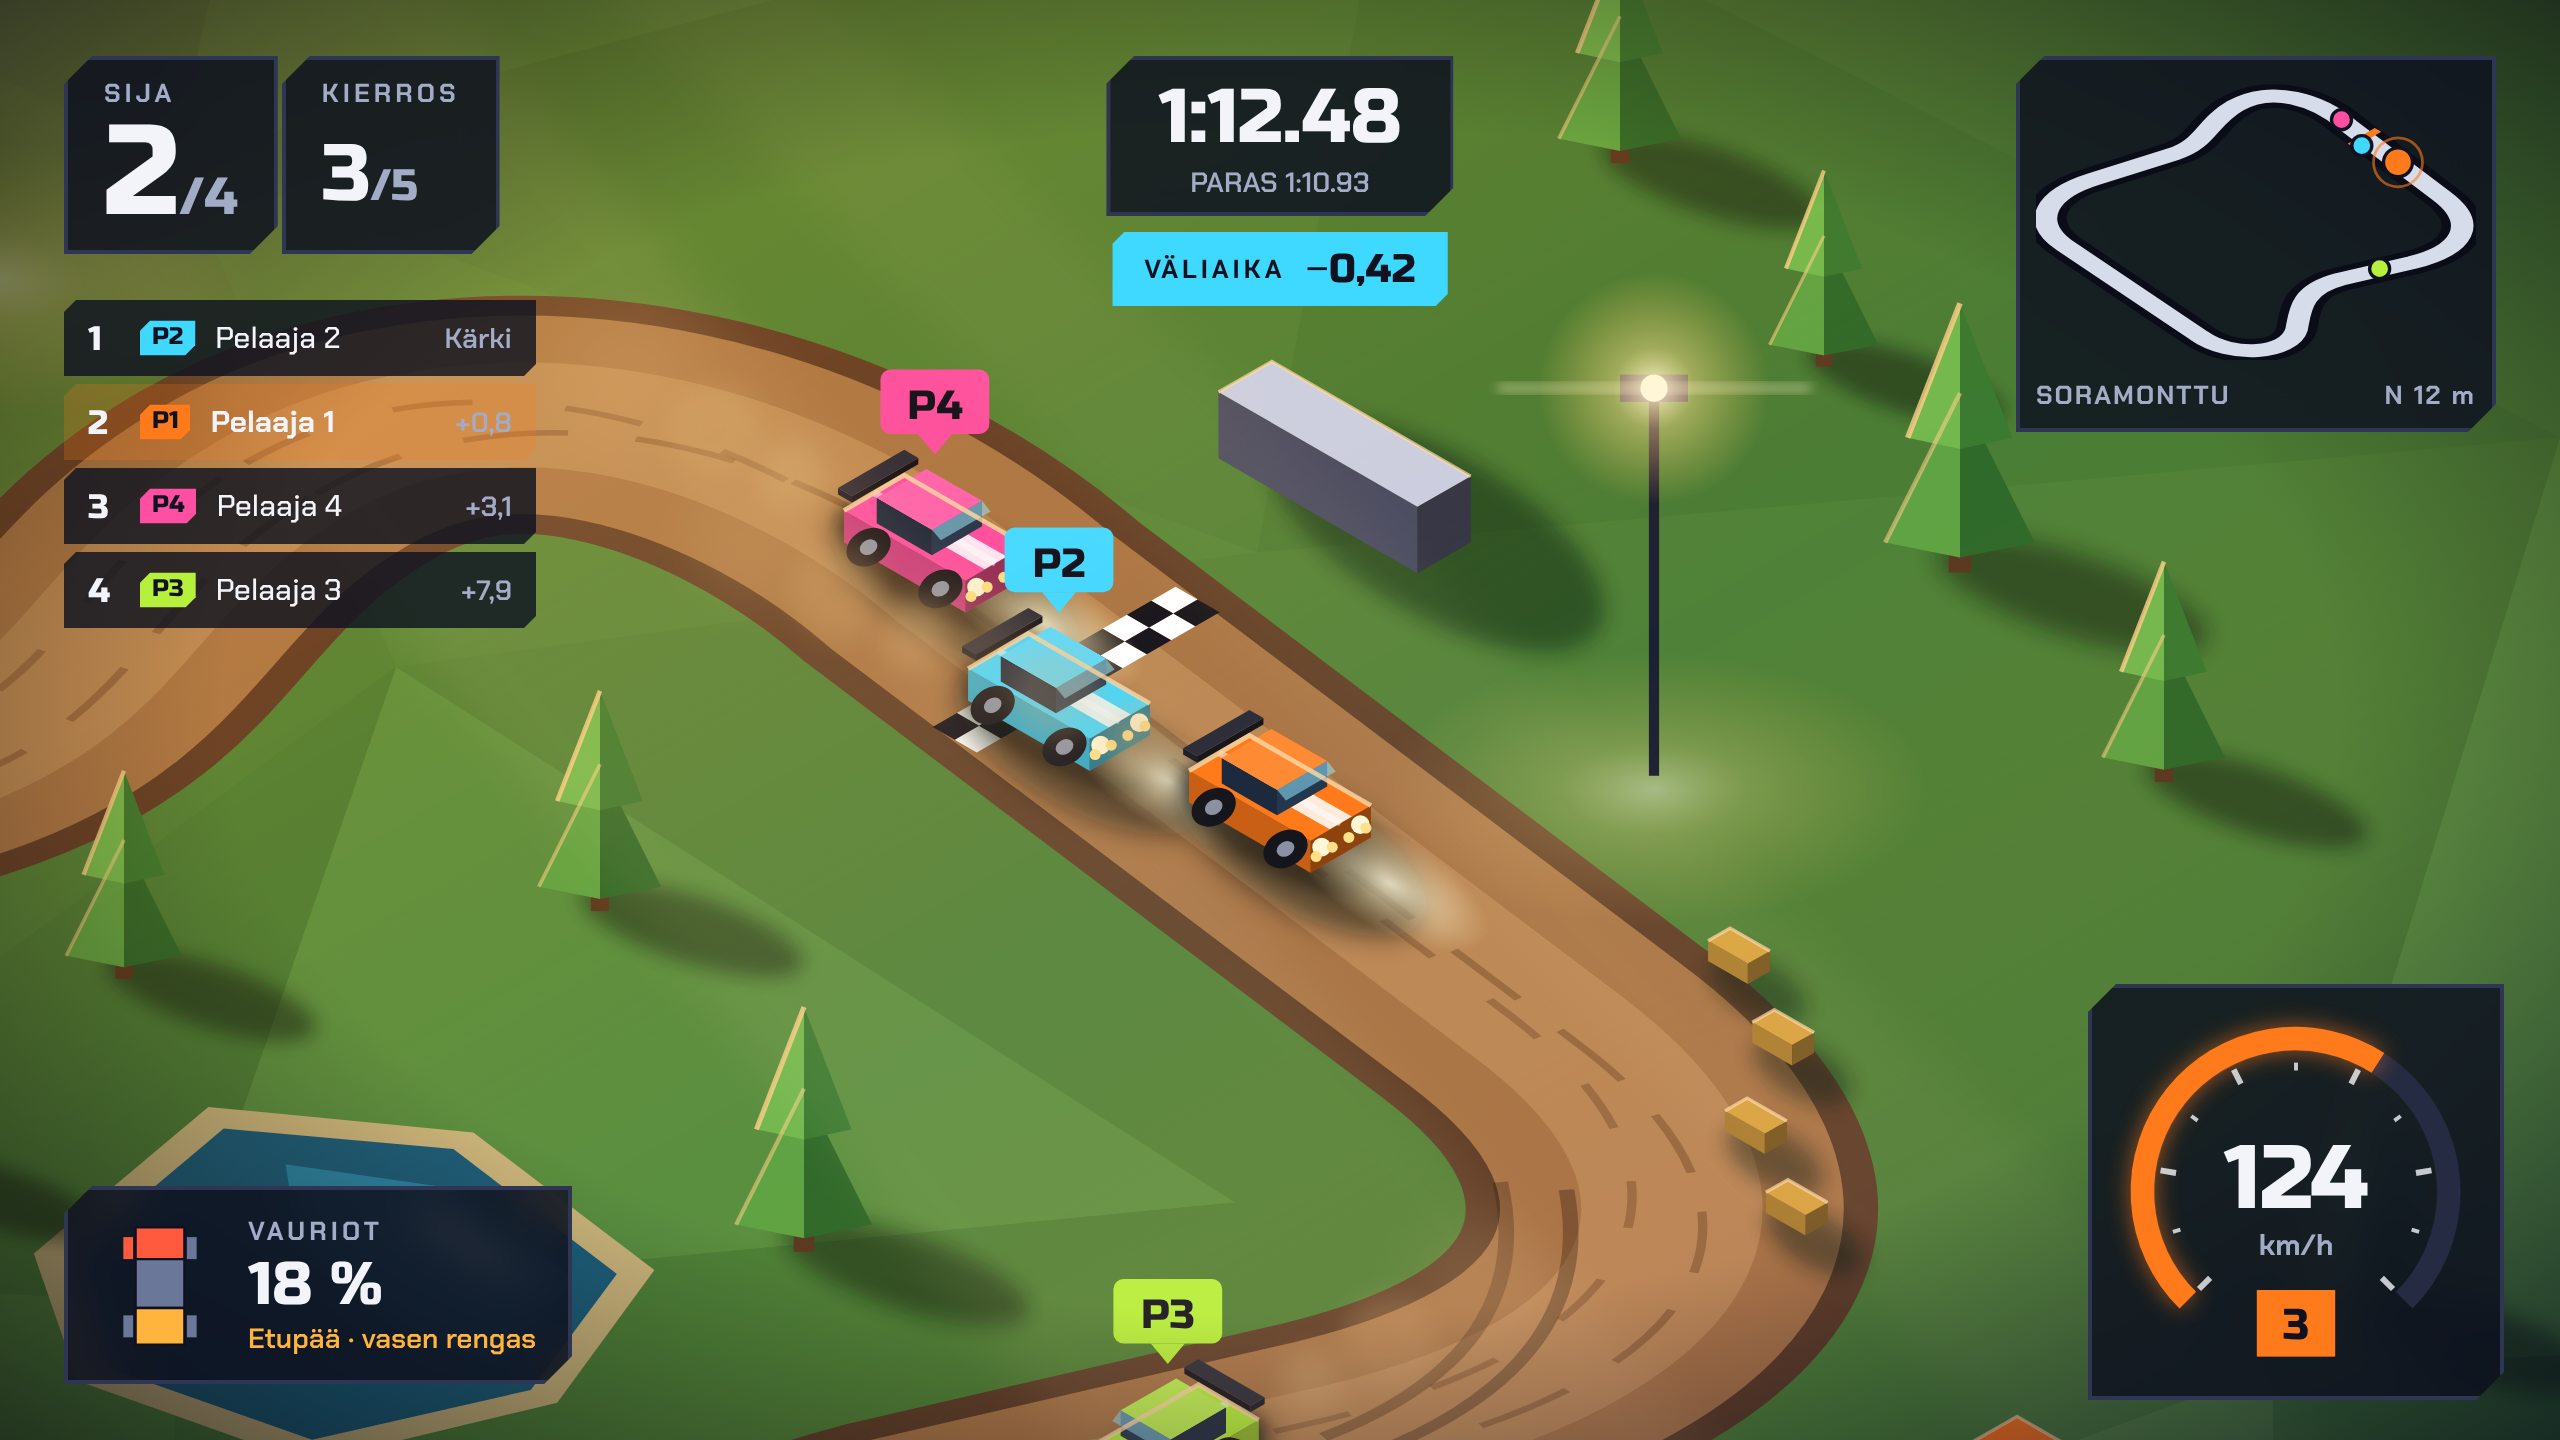 SIJA
2/4
KIERROS
3/5
1 P2 Pelaaja 2 Kärki
2 P1 Pelaaja 1 +0,8
3 P4 Pelaaja 4 +3,1
4 P3 Pelaaja 3 +7,9
1:12.48
PARAS 1:10.93
VÄLIAIKA −0,42
SORAMONTTU N 12 m
P4
P2
P3
VAURIOT
18 %
Etupää · vasen rengas
124
km/h
3